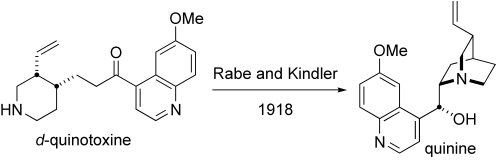 OMe
O
HN
N
d-quinotoxine
Rabe and Kindler
1918
OMe
N
N
OH
quinine